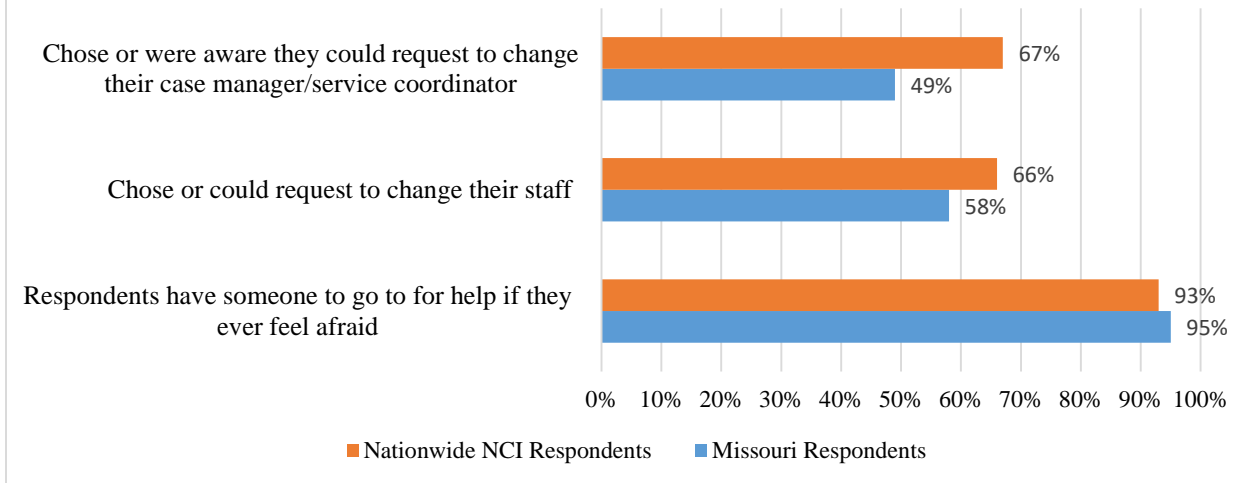 Chose or were aware they could request to change
their case manager/service coordinator
67%
49%
Chose or could request to change their staff
66%
58%
Respondents have someone to go to for help if they
ever feel afraid
93%
95%
0% 10% 20% 30% 40% 50% 60% 70% 80% 90% 100%
Nationwide NCI Respondents Missouri Respondents